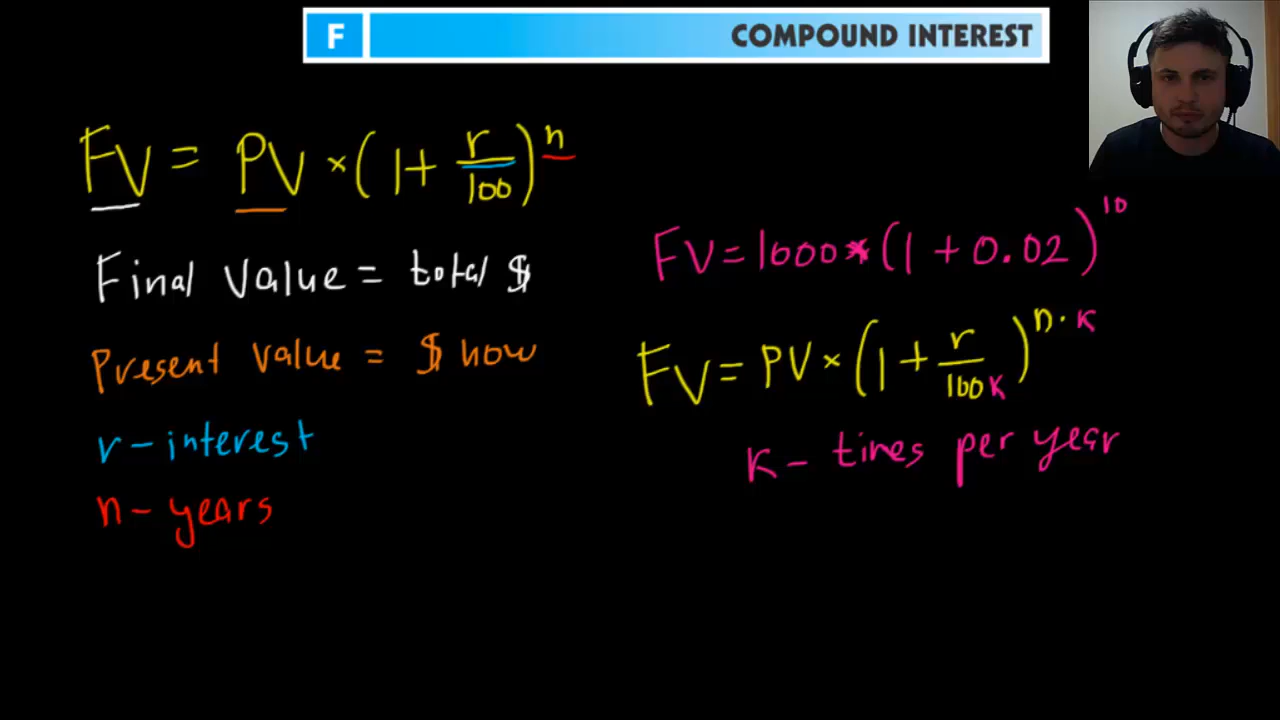 F COMPOUND INTEREST
FV = PV × (1 + r/100)^n
Final Value = total $
Present Value = $ now
r - interest
n - years
FV = 1000 * (1 + 0.02)^10
FV = PV × (1 + r/100k)^n·k
k - times per year